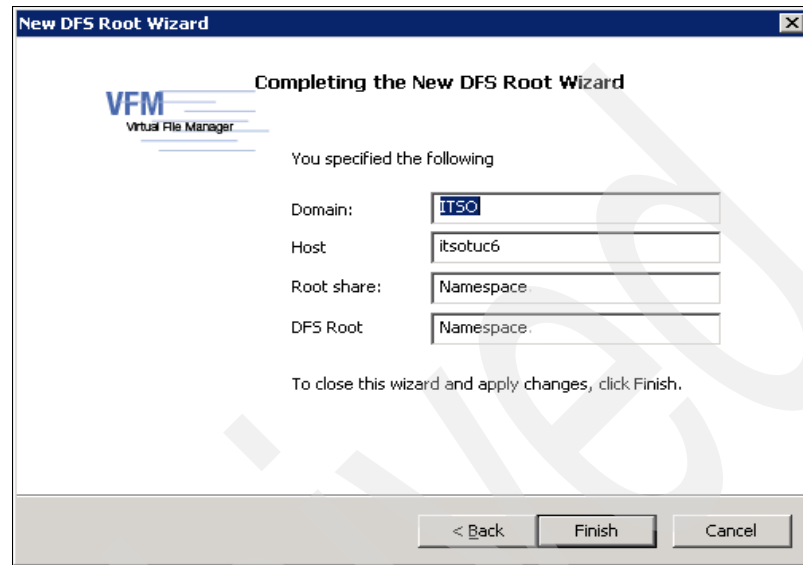 New DFS Root Wizard
Completing the New DFS Root Wizard
VFM
Virtual File Manager
You specified the following
Domain: ITSO
Host itsotuc6
Root share: Namespace
DFS Root Namespace
To close this wizard and apply changes, click Finish.
< Back Finish Cancel